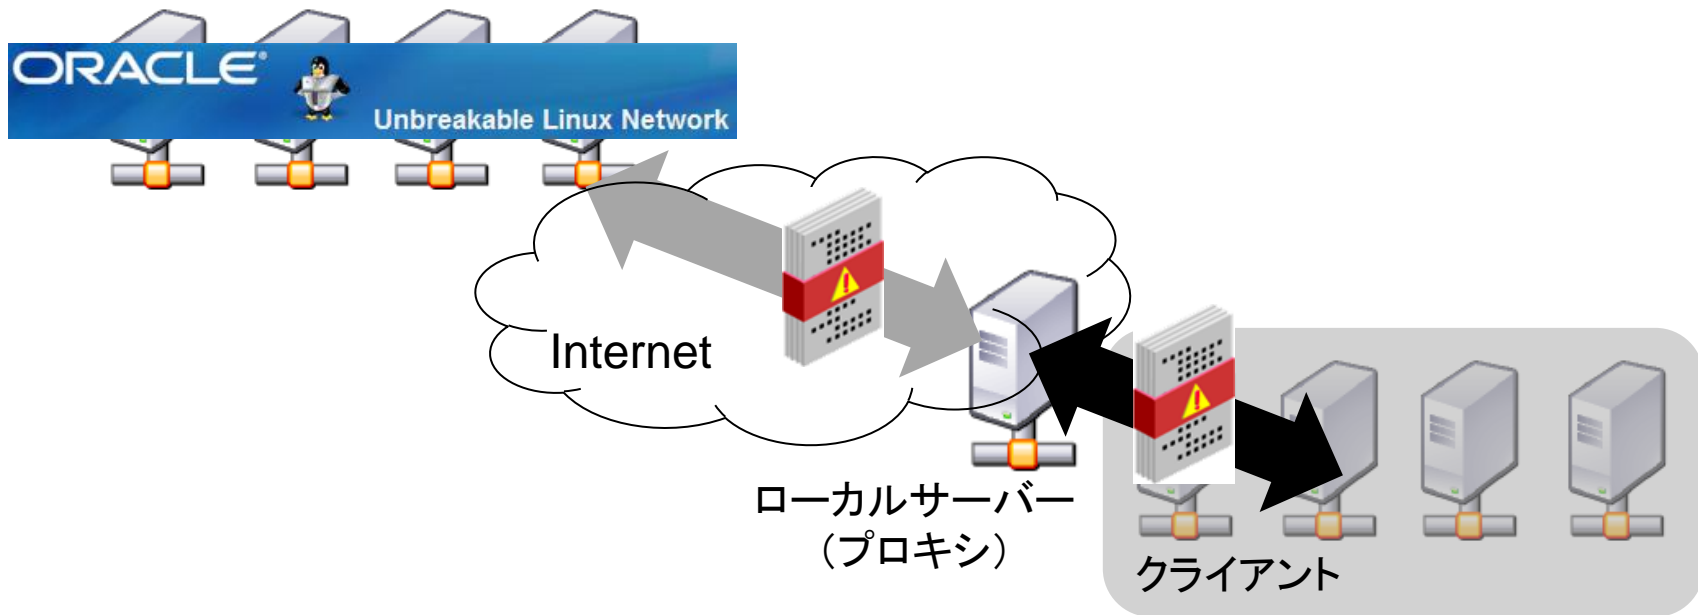 ORACLE
Unbreakable Linux Network
Internet
ローカルサーバー
（プロキシ）
クライアント